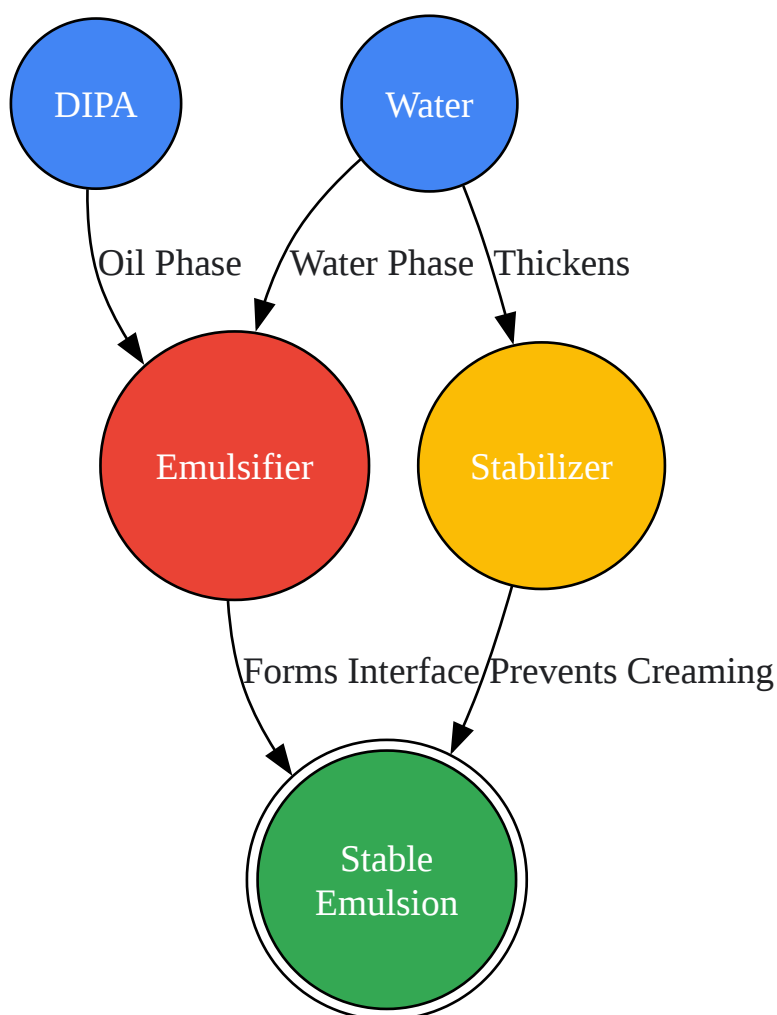 DIPA
Water
Oil Phase
Water Phase
Thickens
Emulsifier
Stabilizer
Forms Interface
Prevents Creaming
Stable
Emulsion